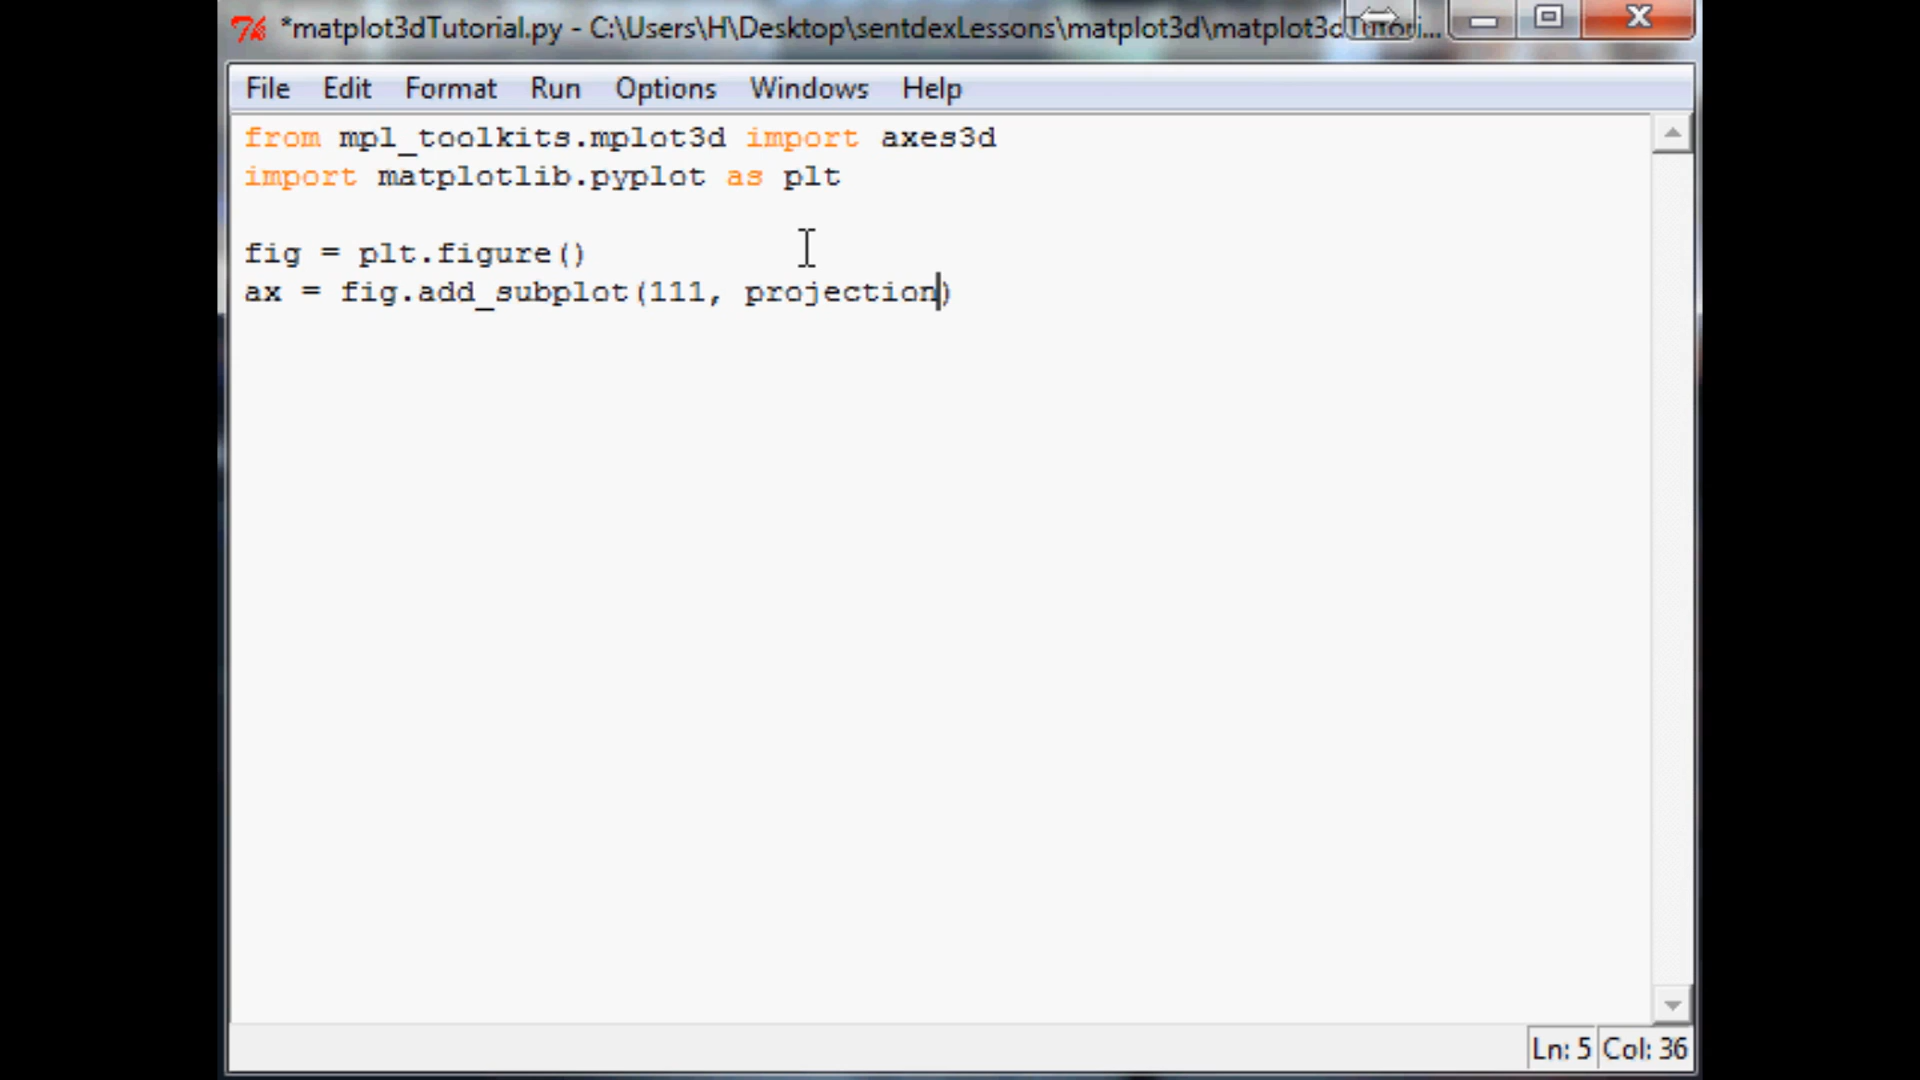 *matplot3dTutorial.py - C:\Users\H\Desktop\sentdexLessons\matplot3d\matplot3dTutori...
File Edit Format Run Options Windows Help
from mpl_toolkits.mplot3d import axes3d
import matplotlib.pyplot as plt
fig = plt.figure()
ax = fig.add_subplot(111, projection)
Ln: 5 Col: 36